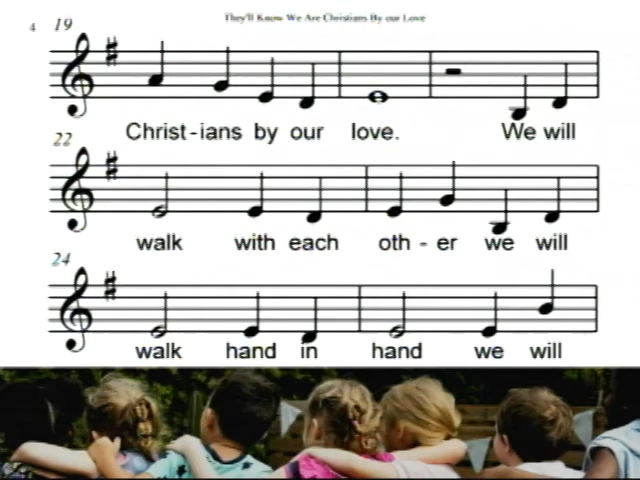 They'll Know We Are Christians By our Love
4 19
Christ - ians by our love. We will
22
walk with each oth - er we will
24
walk hand in hand we will